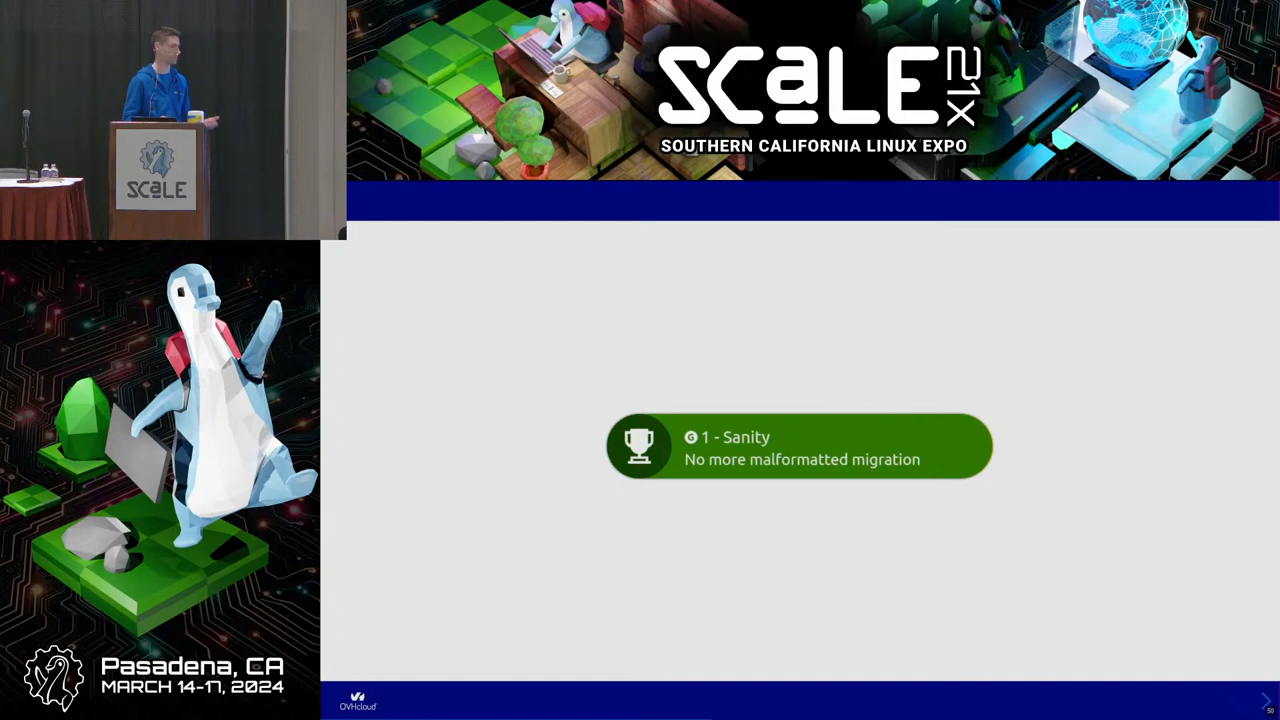 SCaLE
21X
SOUTHERN CALIFORNIA LINUX EXPO
SCaLE
G 1 - Sanity
No more malformatted migration
Pasadena, CA
MARCH 14-17, 2024
OVHcloud
50